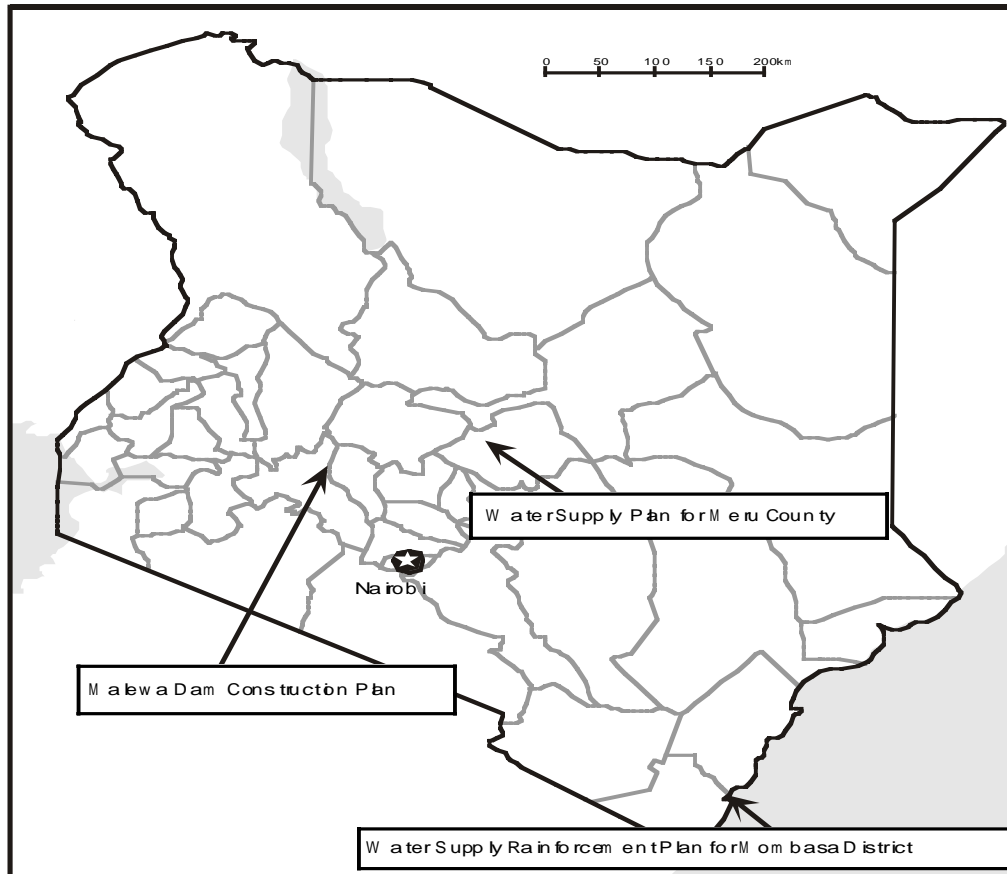 0 50 100 150 200km
Water Supply Plan for Meru County
Nairobi
Malewa Dam Construction Plan
Water Supply Rainforcement Plan for Mombasa District